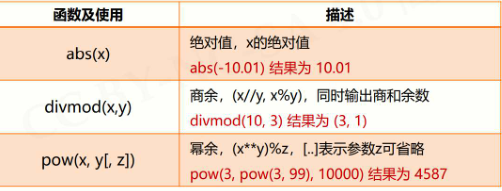 函数及使用 描述
abs(x)
绝对值，x的绝对值
abs(-10.01) 结果为 10.01
divmod(x,y)
商余，(x//y, x%y)，同时输出商和余数
divmod(10, 3) 结果为 (3, 1)
pow(x, y[, z])
幂余，(x**y)%z，[..]表示参数z可省略
pow(3, pow(3, 99), 10000) 结果为 4587